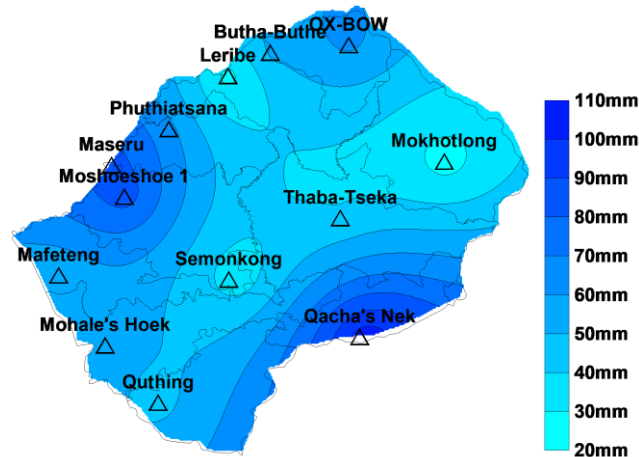 Butha-Buthe
OX-BOW
Leribe
Phuthiatsana
Maseru
Moshoeshoe 1
Mokhotlong
Thaba-Tseka
Mafeteng
Semonkong
Mohale's Hoek
Qacha's Nek
Quthing
110mm
100mm
90mm
80mm
70mm
60mm
50mm
40mm
30mm
20mm